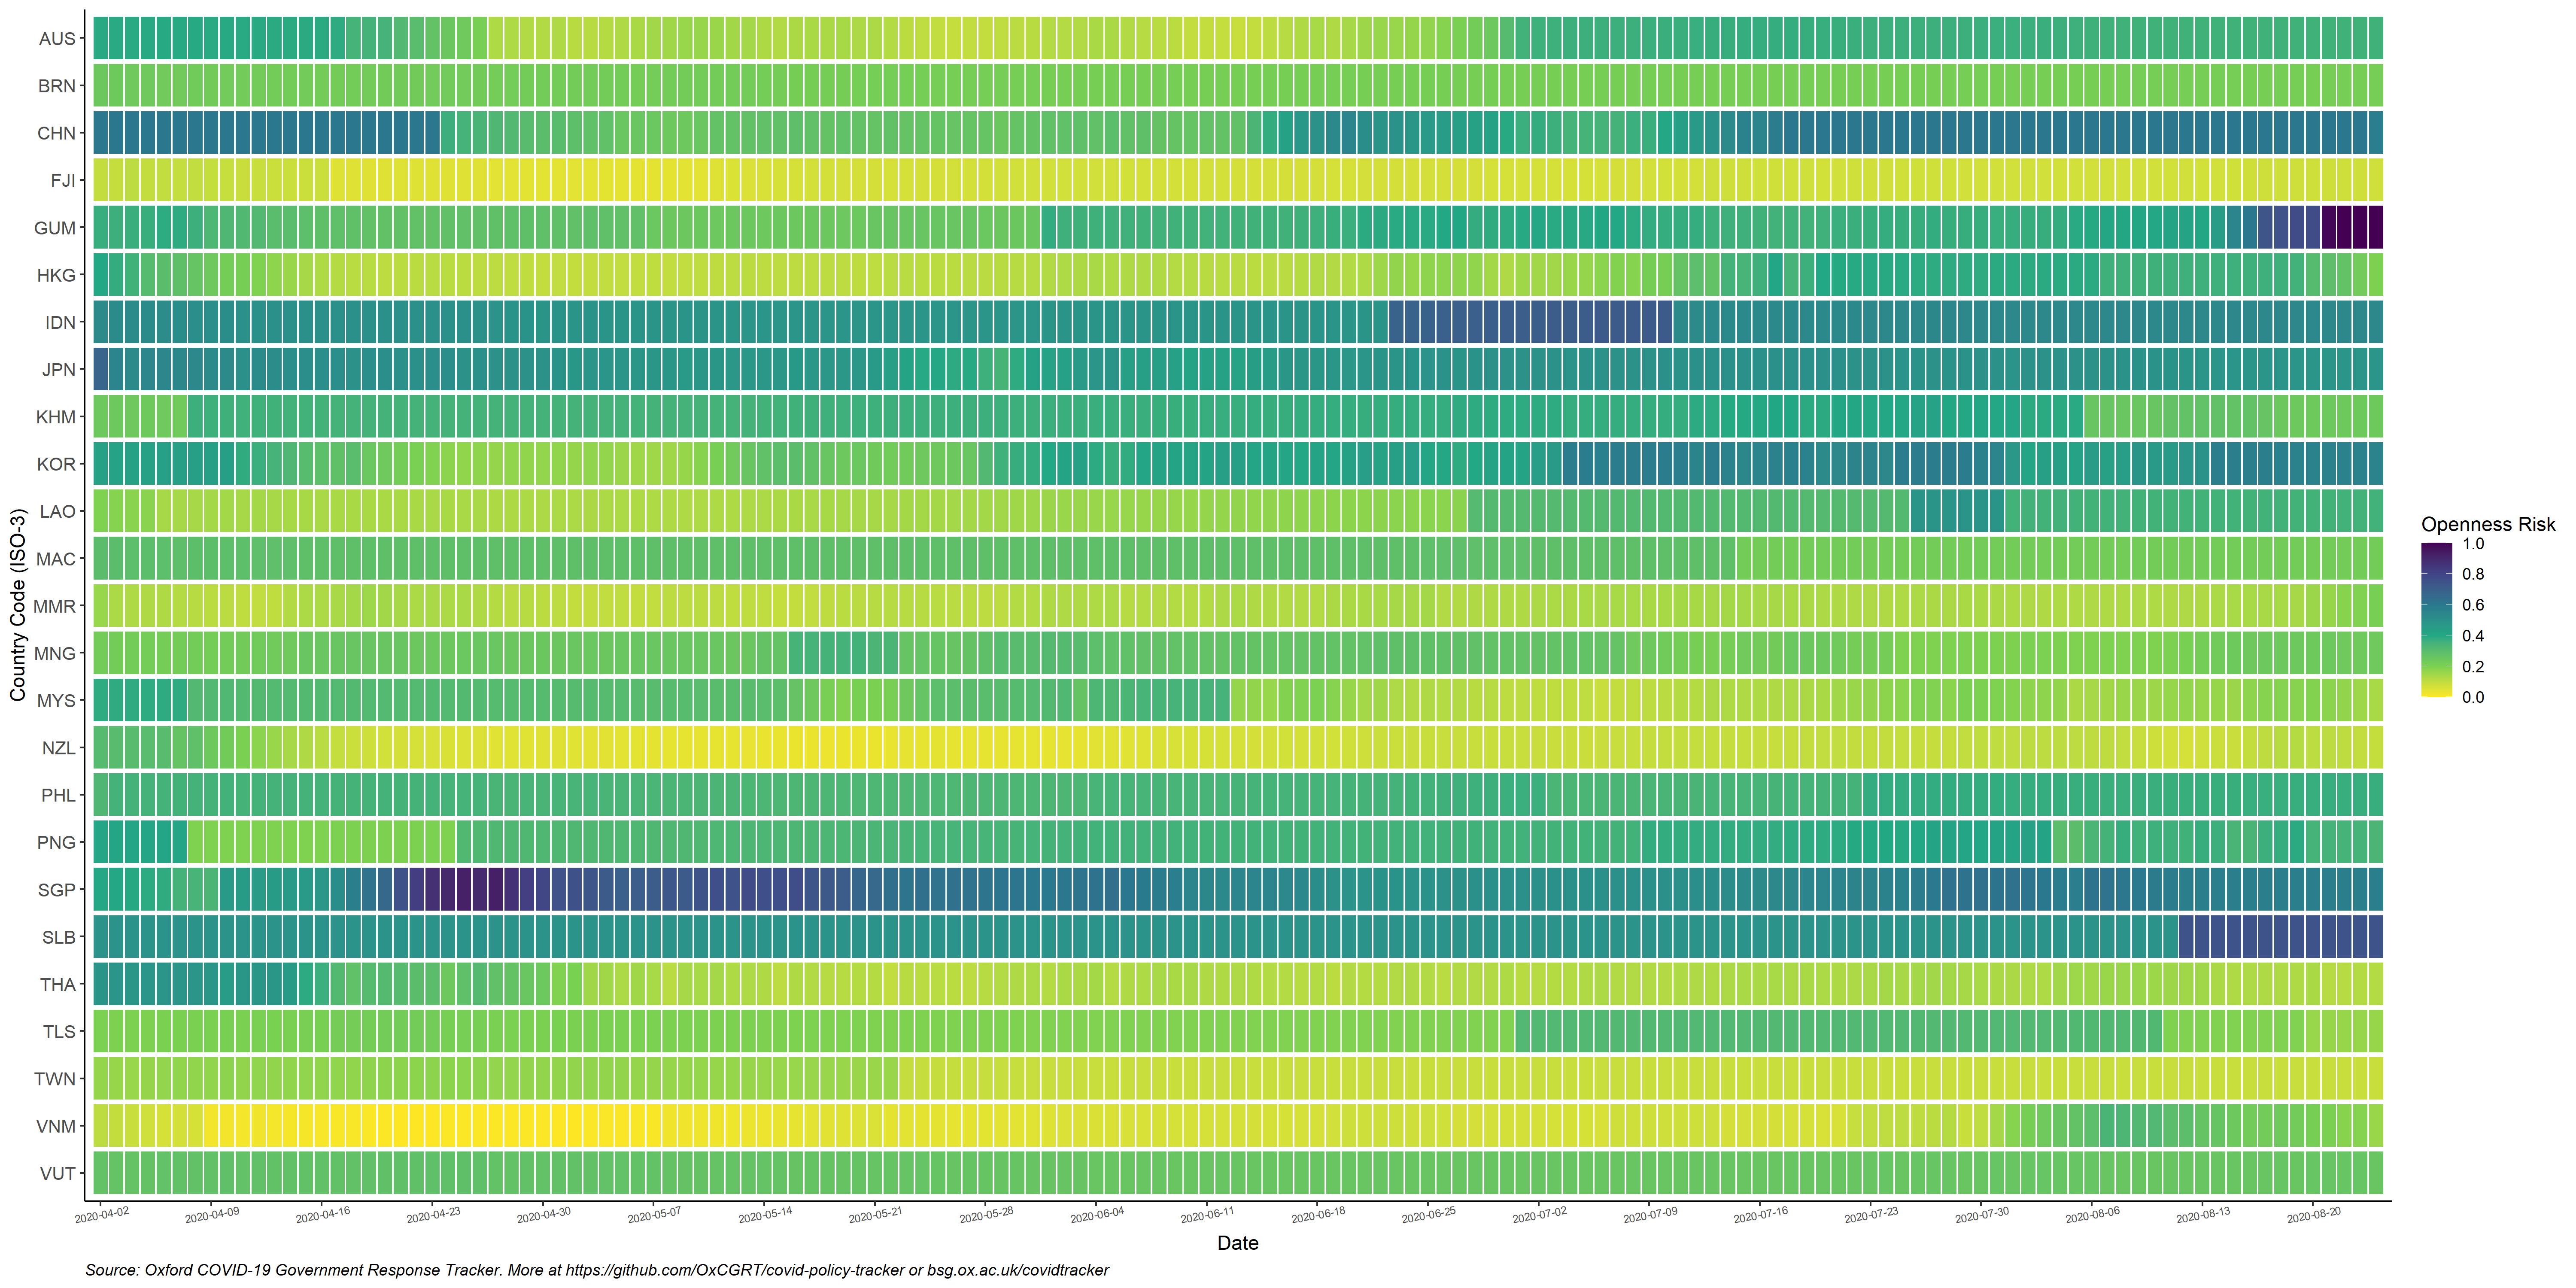 AUS
BRN
CHN
FJI
GUM
HKG
IDN
JPN
KHM
KOR
LAO
MAC
MMR
MNG
MYS
NZL
PHL
PNG
SGP
SLB
THA
TLS
TWN
VNM
VUT
Country Code (ISO-3)
2020-04-02 2020-04-09 2020-04-16 2020-04-23 2020-04-30 2020-05-07 2020-05-14 2020-05-21 2020-05-28 2020-06-04 2020-06-11 2020-06-18 2020-06-25 2020-07-02 2020-07-09 2020-07-16 2020-07-23 2020-07-30 2020-08-06 2020-08-13 2020-08-20
Date
Openness Risk
1.0
0.8
0.6
0.4
0.2
0.0
Source: Oxford COVID-19 Government Response Tracker. More at https://github.com/OxCGRT/covid-policy-tracker or bsg.ox.ac.uk/covidtracker